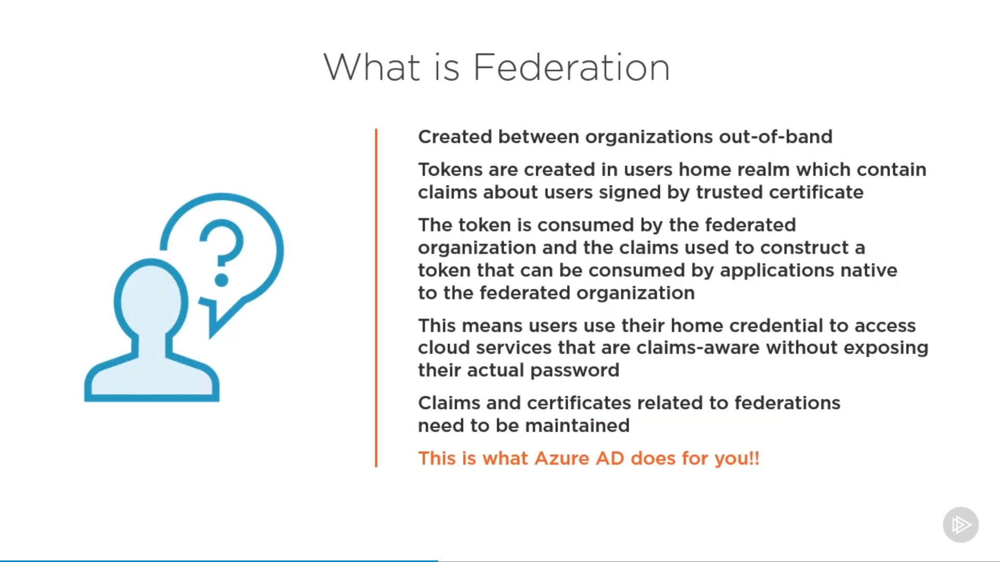 What is Federation
Created between organizations out-of-band
Tokens are created in users home realm which contain
claims about users signed by trusted certificate
The token is consumed by the federated
organization and the claims used to construct a
token that can be consumed by applications native
to the federated organization
This means users use their home credential to access
cloud services that are claims-aware without exposing
their actual password
Claims and certificates related to federations
need to be maintained
This is what Azure AD does for you!!
?